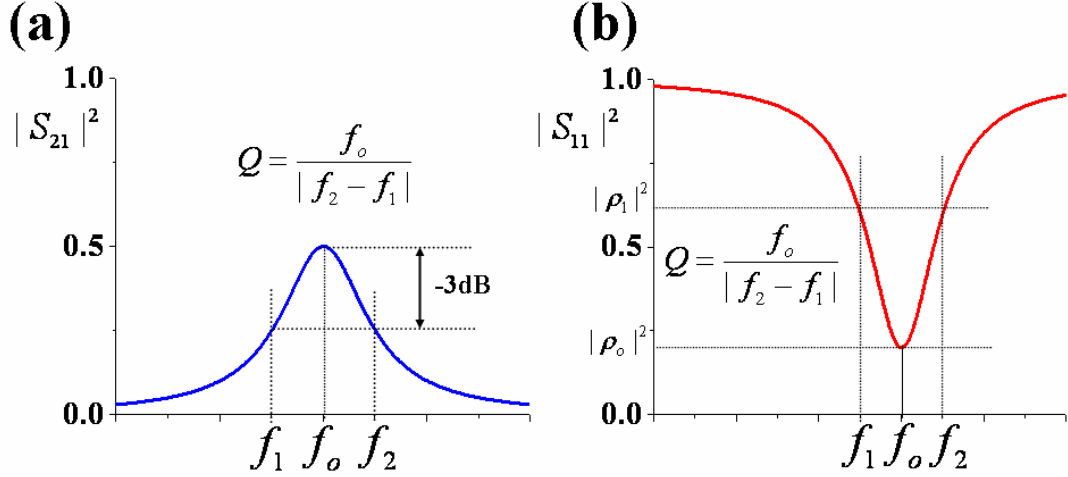 (a)
1.0
|S₂₁|²
Q = fₒ / |f₂ − f₁|
0.5
-3dB
0.0
f₁ fₒ f₂
(b)
1.0
|S₁₁|²
|ρ₁|²
0.5
Q = fₒ / |f₂ − f₁|
|ρₒ|²
0.0
f₁ fₒ f₂